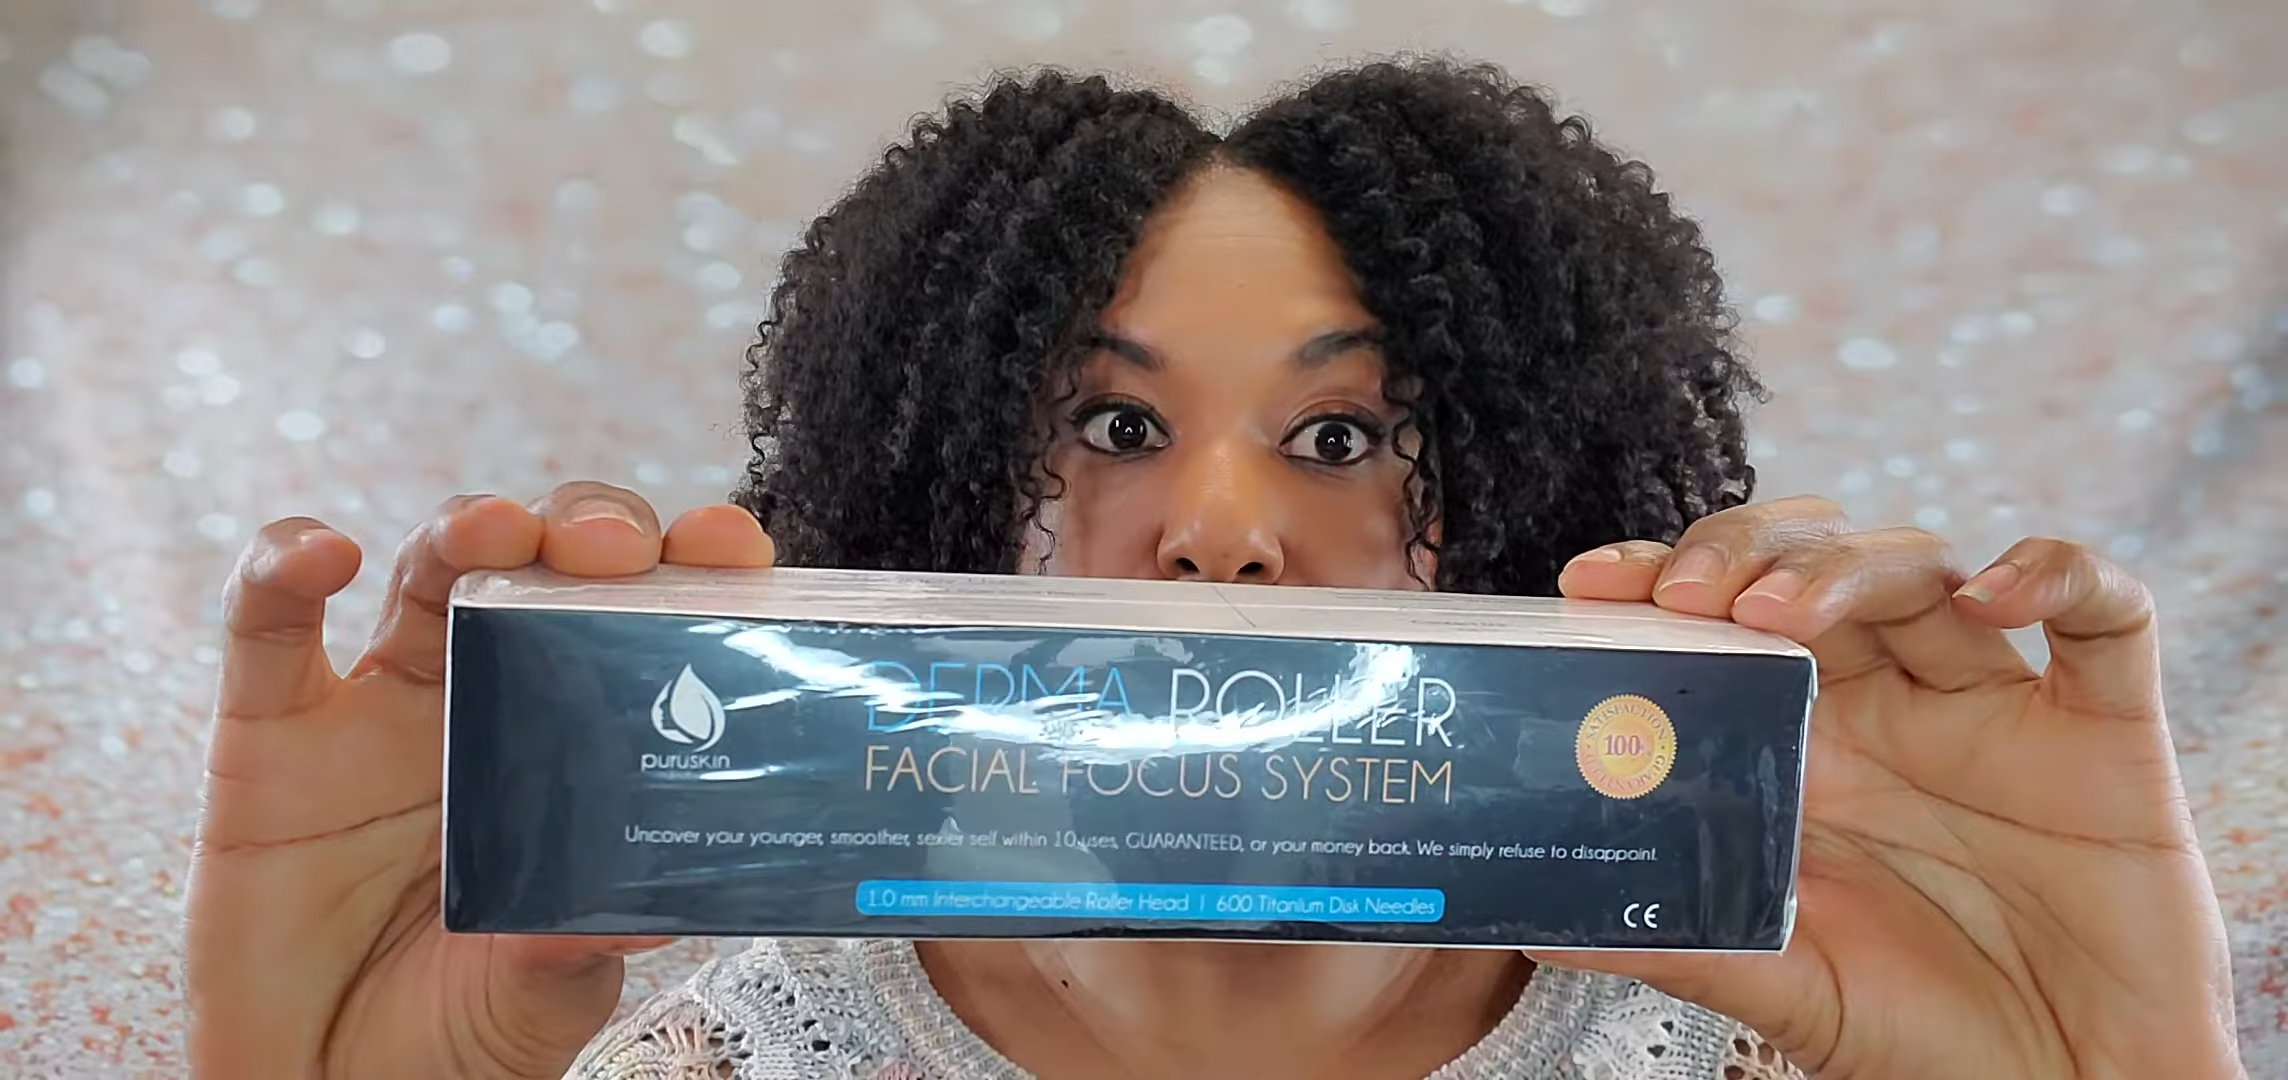 DERMA ROLLER
puruskin
FACIAL FOCUS SYSTEM
SATISFACTION
100%
GUARANTEED
Uncover your younger, smoother, sexier self within 10 uses, GUARANTEED, or your money back. We simply refuse to disappoint.
1.0 mm Interchangeable Roller Head | 600 Titanium Disk Needles
CE